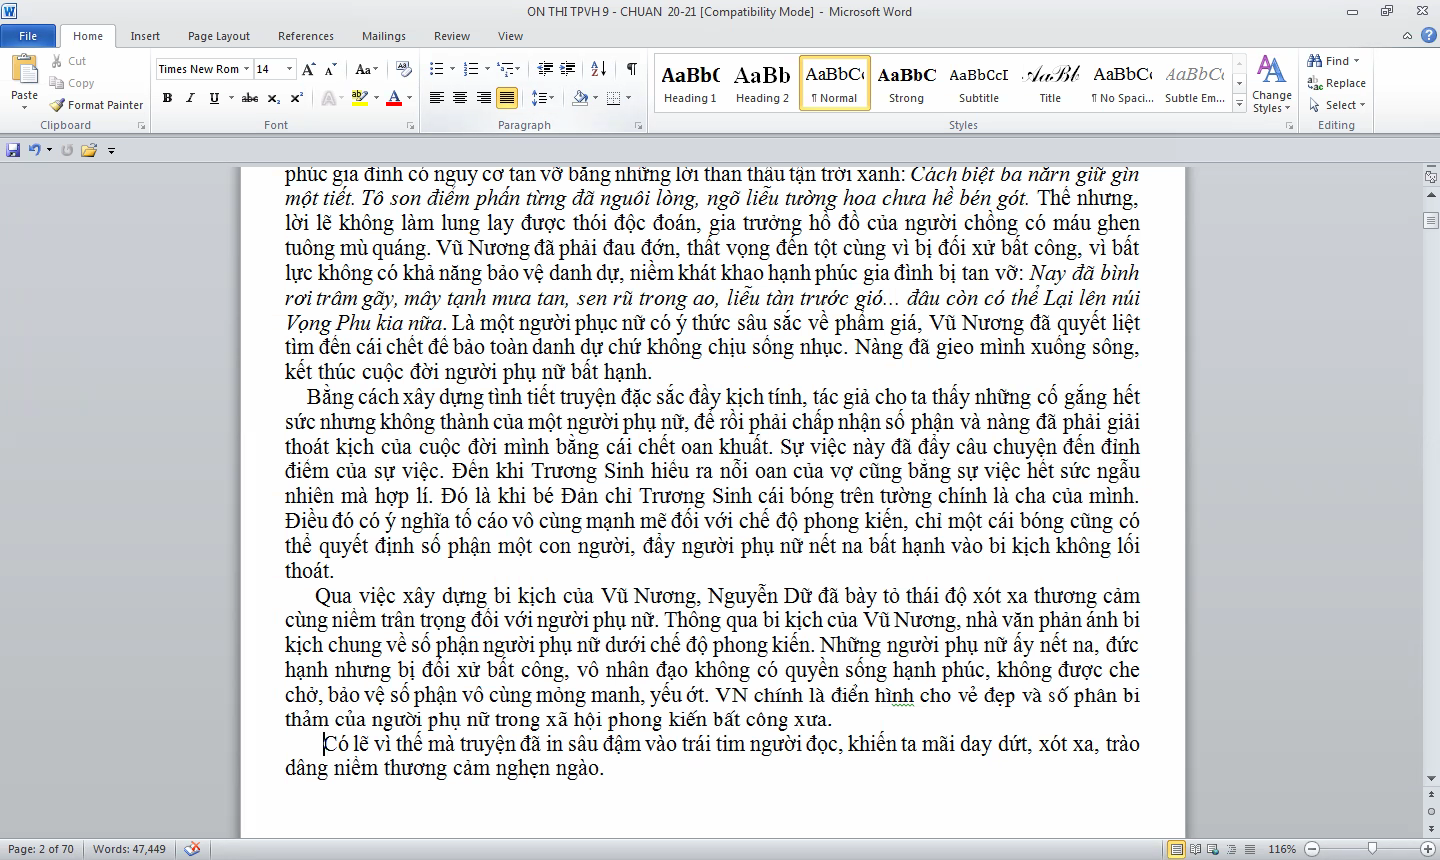 ON THI TPVH 9 - CHUAN  20-21 [Compatibility Mode]  -  Microsoft Word
File Home Insert Page Layout References Mailings Review View
Paste
Cut
Copy
Format Painter
Clipboard
Times New Rom 14
Font
Paragraph
AaBbC AaBb AaBbCc AaBbC AaBbCcI AaBb AaBbCc AaBbCc
Heading 1 Heading 2 ¶ Normal Strong Subtitle Title ¶ No Spaci... Subtle Em...
Styles
Change Styles
Find
Replace
Select
Editing
phúc gia đình có nguy cơ tan vỡ bằng những lời than thấu tận trời xanh: Cách biệt ba nărn giữ gìn
một tiết. Tô son điểm phấn từng đã nguôi lòng, ngõ liễu tường hoa chưa hề bén gót. Thế nhưng,
lời lẽ không làm lung lay được thói độc đoán, gia trưởng hồ đồ của người chồng có máu ghen
tuông mù quáng. Vũ Nương đã phải đau đớn, thất vọng đến tột cùng vì bị đối xử bất công, vì bất
lực không có khả năng bảo vệ danh dự, niềm khát khao hạnh phúc gia đình bị tan vỡ: Nay đã bình
rơi trâm gãy, mây tạnh mưa tan, sen rũ trong ao, liễu tàn trước gió... đâu còn có thể Lại lên núi
Vọng Phu kia nữa. Là một người phục nữ có ý thức sâu sắc về phẩm giá, Vũ Nương đã quyết liệt
tìm đến cái chết để bảo toàn danh dự chứ không chịu sống nhục. Nàng đã gieo mình xuống sông,
kết thúc cuộc đời người phụ nữ bất hạnh.
Bằng cách xây dựng tình tiết truyện đặc sắc đầy kịch tính, tác giả cho ta thấy những cố gắng hết
sức nhưng không thành của một người phụ nữ, để rồi phải chấp nhận số phận và nàng đã phải giải
thoát kịch của cuộc đời mình bằng cái chết oan khuất. Sự việc này đã đẩy câu chuyện đến đỉnh
điểm của sự việc. Đến khi Trương Sinh hiểu ra nỗi oan của vợ cũng bằng sự việc hết sức ngẫu
nhiên mà hợp lí. Đó là khi bé Đản chỉ Trương Sinh cái bóng trên tường chính là cha của mình.
Điều đó có ý nghĩa tố cáo vô cùng mạnh mẽ đối với chế độ phong kiến, chỉ một cái bóng cũng có
thể quyết định số phận một con người, đẩy người phụ nữ nết na bất hạnh vào bi kịch không lối
thoát.
Qua việc xây dựng bi kịch của Vũ Nương, Nguyễn Dữ đã bày tỏ thái độ xót xa thương cảm
cùng niềm trân trọng đối với người phụ nữ. Thông qua bi kịch của Vũ Nương, nhà văn phản ánh bi
kịch chung về số phận người phụ nữ dưới chế độ phong kiến. Những người phụ nữ ấy nết na, đức
hạnh nhưng bị đối xử bất công, vô nhân đạo không có quyền sống hạnh phúc, không được che
chở, bảo vệ số phận vô cùng mỏng manh, yếu ớt. VN chính là điển hình cho vẻ đẹp và số phân bi
thảm của người phụ nữ trong xã hội phong kiến bất công xưa.
Có lẽ vì thế mà truyện đã in sâu đậm vào trái tim người đọc, khiến ta mãi day dứt, xót xa, trào
dâng niềm thương cảm nghẹn ngào.
Page: 2 of 70 Words: 47,449 116%